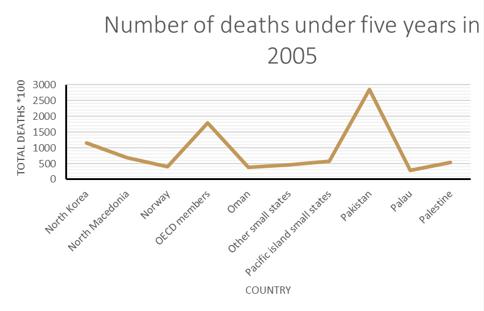 Number of deaths under five years in
2005
TOTAL DEATHS *100
3000
2500
2000
1500
1000
500
0
North Korea
North Macedonia
Norway
OECD members
Oman
Other small states
Pacific island small states
Pakistan
Palau
Palestine
COUNTRY